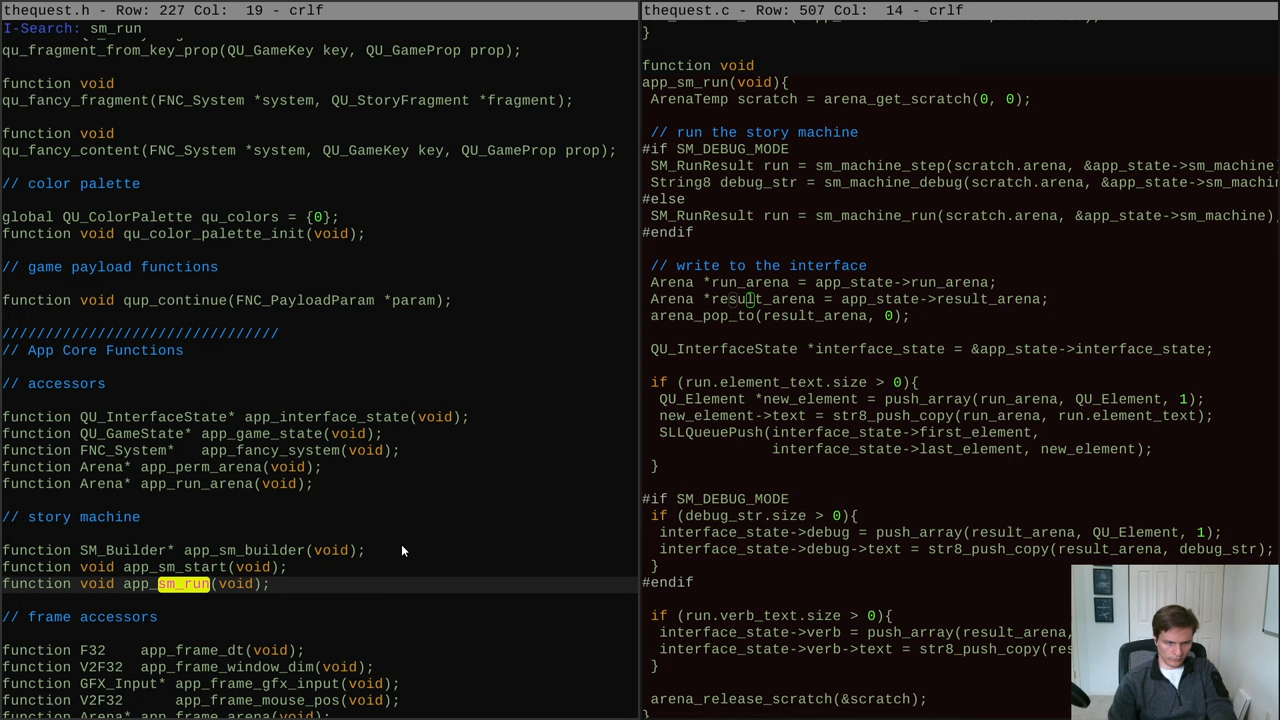 thequest.h - Row: 227 Col:  19 - crlf
I-Search: sm_run
qu_fragment_from_key_prop(QU_GameKey key, QU_GameProp prop);
function void
qu_fancy_fragment(FNC_System *system, QU_StoryFragment *fragment);
function void
qu_fancy_content(FNC_System *system, QU_GameKey key, QU_GameProp prop);
// color palette
global QU_ColorPalette qu_colors = {0};
function void qu_color_palette_init(void);
// game payload functions
function void qup_continue(FNC_PayloadParam *param);
////////////////////////////////
// App Core Functions
// accessors
function QU_InterfaceState* app_interface_state(void);
function QU_GameState* app_game_state(void);
function FNC_System*   app_fancy_system(void);
function Arena* app_perm_arena(void);
function Arena* app_run_arena(void);
// story machine
function SM_Builder* app_sm_builder(void);
function void app_sm_start(void);
function void app_sm_run(void);
// frame accessors
function F32    app_frame_dt(void);
function V2F32  app_frame_window_dim(void);
function GFX_Input* app_frame_gfx_input(void);
function V2F32      app_frame_mouse_pos(void);
function Arena* app_frame_arena(void);
thequest.c - Row: 507 Col:  14 - crlf
}
function void
app_sm_run(void){
 ArenaTemp scratch = arena_get_scratch(0, 0);
 // run the story machine
#if SM_DEBUG_MODE
 SM_RunResult run = sm_machine_step(scratch.arena, &app_state->sm_machine
 String8 debug_str = sm_machine_debug(scratch.arena, &app_state->sm_machin
#else
 SM_RunResult run = sm_machine_run(scratch.arena, &app_state->sm_machine)
#endif
 // write to the interface
 Arena *run_arena = app_state->run_arena;
 Arena *result_arena = app_state->result_arena;
 arena_pop_to(result_arena, 0);
 QU_InterfaceState *interface_state = &app_state->interface_state;
 if (run.element_text.size > 0){
  QU_Element *new_element = push_array(run_arena, QU_Element, 1);
  new_element->text = str8_push_copy(run_arena, run.element_text);
  SLLQueuePush(interface_state->first_element,
               interface_state->last_element, new_element);
 }
#if SM_DEBUG_MODE
 if (debug_str.size > 0){
  interface_state->debug = push_array(result_arena, QU_Element, 1);
  interface_state->debug->text = str8_push_copy(result_arena, debug_str);
 }
#endif
 if (run.verb_text.size > 0){
  interface_state->verb = push_array(result_arena,
  interface_state->verb->text = str8_push_copy(res
 }
 arena_release_scratch(&scratch);
}